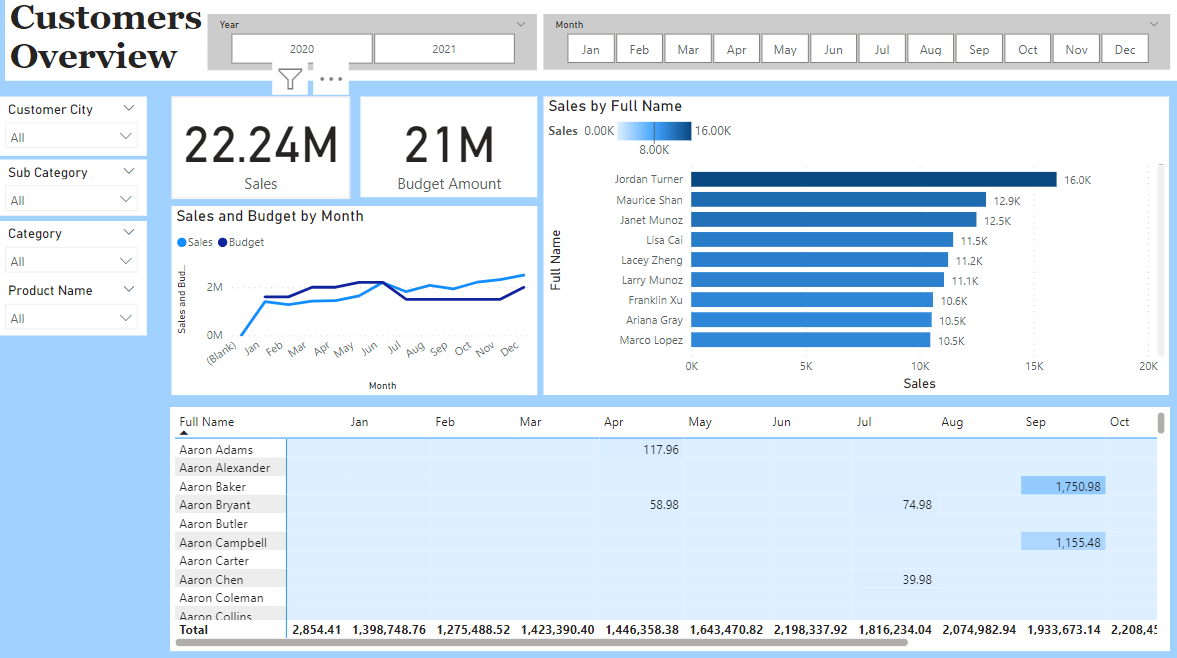 Customers
Overview
Year
2020
2021
Month
Jan
Feb
Mar
Apr
May
Jun
Jul
Aug
Sep
Oct
Nov
Dec
Customer City
All
Sub Category
All
Category
All
Product Name
All
22.24M
Sales
21M
Budget Amount
Sales and Budget by Month
Sales Budget
Sales and Bud...
2M
0M
(Blank) Jan Feb Mar Apr May Jun Jul Aug Sep Oct Nov Dec
Month
Sales by Full Name
Sales 0.00K 16.00K
8.00K
Full Name
Jordan Turner 16.0K
Maurice Shan 12.9K
Janet Munoz 12.5K
Lisa Cai 11.5K
Lacey Zheng 11.2K
Larry Munoz 11.1K
Franklin Xu 10.6K
Ariana Gray 10.5K
Marco Lopez 10.5K
0K 5K 10K 15K 20K
Sales
Full Name Jan Feb Mar Apr May Jun Jul Aug Sep Oct
Aaron Adams 117.96
Aaron Alexander
Aaron Baker 1,750.98
Aaron Bryant 58.98 74.98
Aaron Butler
Aaron Campbell 1,155.48
Aaron Carter
Aaron Chen 39.98
Aaron Coleman
Aaron Collins
Total 2,854.41 1,398,748.76 1,275,488.52 1,423,390.40 1,446,358.38 1,643,470.82 2,198,337.92 1,816,234.04 2,074,982.94 1,933,673.14 2,208,45